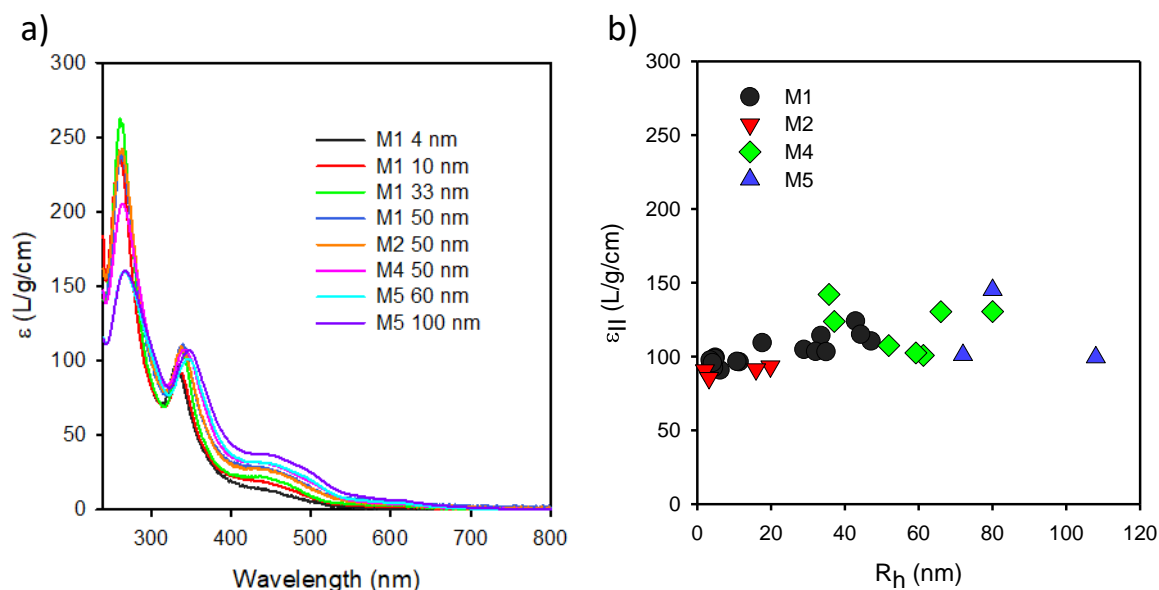 a)
300
250
200
150
100
50
0
ε (L/g/cm)
M1 4 nm
M1 10 nm
M1 33 nm
M1 50 nm
M2 50 nm
M4 50 nm
M5 60 nm
M5 100 nm
300 400 500 600 700 800
Wavelength (nm)
b)
300
250
200
150
100
50
0
εII (L/g/cm)
M1
M2
M4
M5
0 20 40 60 80 100 120
Rh (nm)